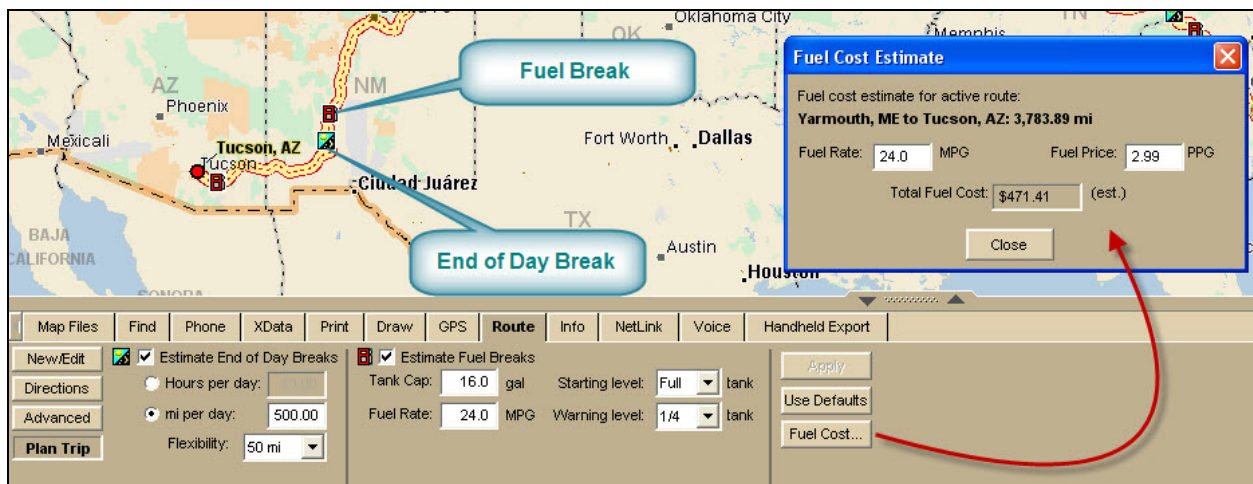 Oklahoma City
OK
TN
Memphis
AZ
NM
Phoenix
Mexicali
Tucson, AZ
Tucson
Fort Worth
Dallas
Ciudad Juárez
TX
BAJA
CALIFORNIA
Austin
Houston
SONORA
Fuel Break
End of Day Break
Fuel Cost Estimate
Fuel cost estimate for active route:
Yarmouth, ME to Tucson, AZ: 3,783.89 mi
Fuel Rate: 24.0 MPG Fuel Price: 2.99 PPG
Total Fuel Cost: $471.41 (est.)
Close
Map Files Find Phone XData Print Draw GPS Route Info NetLink Voice Handheld Export
New/Edit
Directions
Advanced
Plan Trip
Estimate End of Day Breaks
Hours per day:
mi per day: 500.00
Flexibility: 50 mi
Estimate Fuel Breaks
Tank Cap: 16.0 gal Starting level: Full tank
Fuel Rate: 24.0 MPG Warning level: 1/4 tank
Apply
Use Defaults
Fuel Cost...